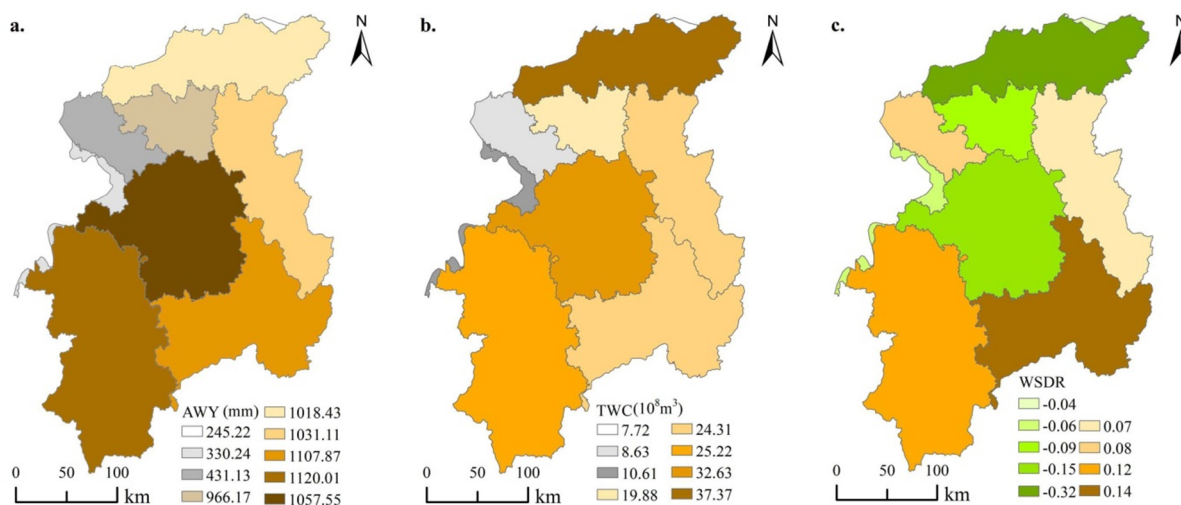 a.
N
AWY (mm)
245.22
330.24
431.13
966.17
1018.43
1031.11
1107.87
1120.01
1057.55
0 50 100
km
b.
N
TWC(10⁸m³)
7.72
8.63
10.61
19.88
24.31
25.22
32.63
37.37
0 50 100
km
c.
N
WSDR
-0.04
-0.06
-0.09
-0.15
-0.32
0.07
0.08
0.12
0.14
0 50 100
km